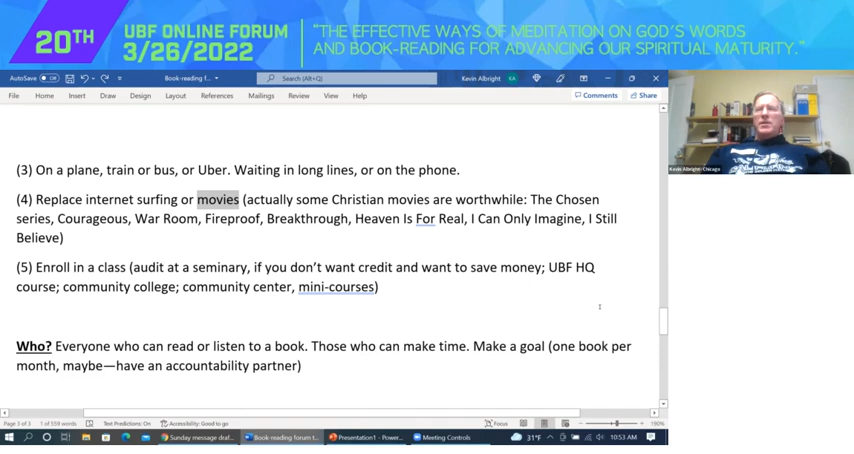 20TH
UBF ONLINE FORUM
3/26/2022
"THE EFFECTIVE WAYS OF MEDITATION ON GOD'S WORDS
AND BOOK-READING FOR ADVANCING OUR SPIRITUAL MATURITY."
AutoSave Off
Book-reading f...
Search (Alt+Q)
Kevin Albright
KA
File Home Insert Draw Design Layout References Mailings Review View Help
Comments Share
(3) On a plane, train or bus, or Uber. Waiting in long lines, or on the phone.
(4) Replace internet surfing or movies (actually some Christian movies are worthwhile: The Chosen
series, Courageous, War Room, Fireproof, Breakthrough, Heaven Is For Real, I Can Only Imagine, I Still
Believe)
(5) Enroll in a class (audit at a seminary, if you don't want credit and want to save money; UBF HQ
course; community college; community center, mini-courses)
Who? Everyone who can read or listen to a book. Those who can make time. Make a goal (one book per
month, maybe—have an accountability partner)
Page 3 of 3 1 of 559 words Text Predictions: On Accessibility: Good to go Focus 190%
Sunday message draf... Book-reading forum t... Presentation1 - Power... Meeting Controls 31°F 10:53 AM
Kevin Albright-Chicago